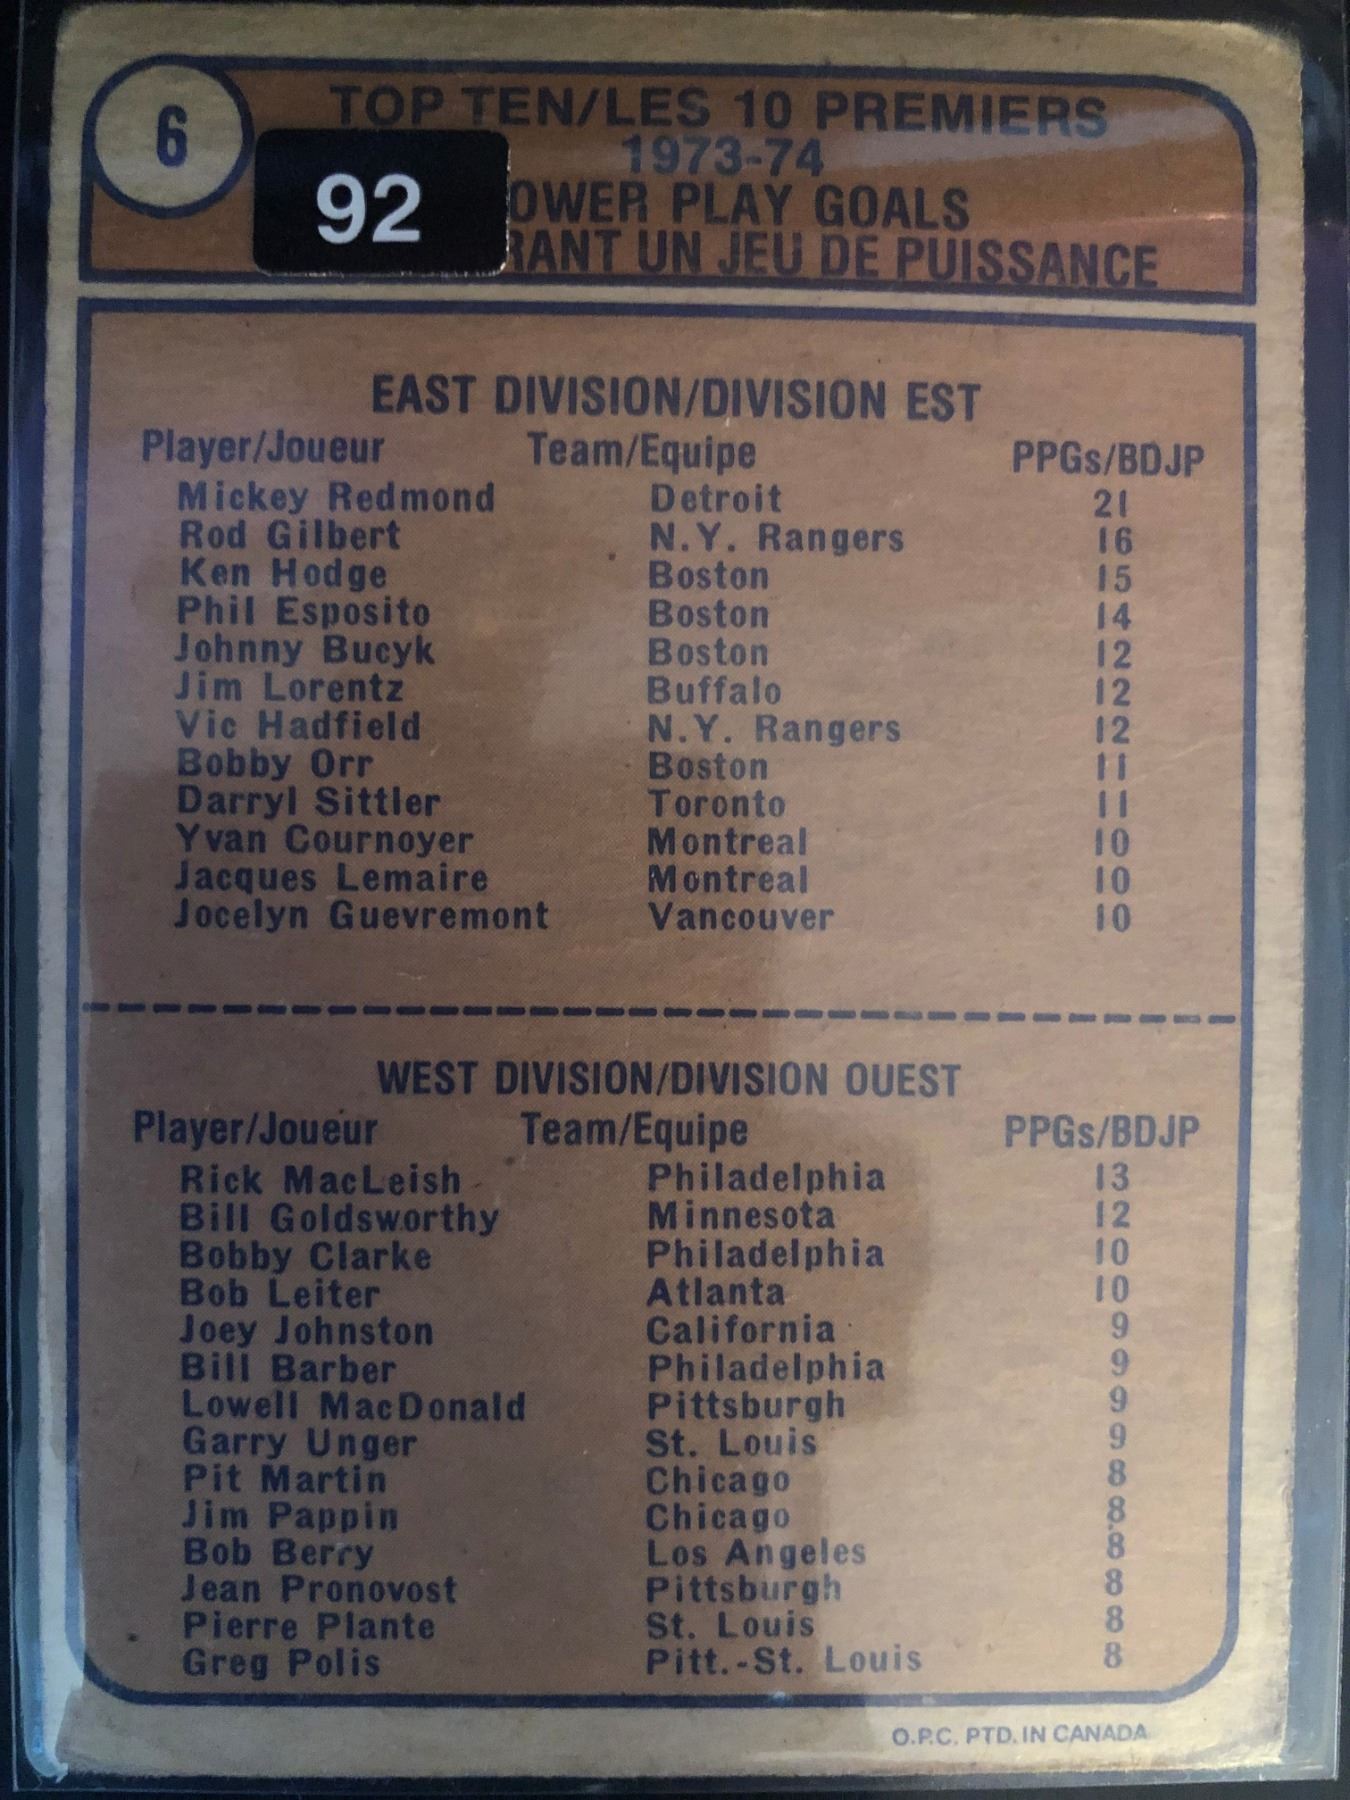 6
TOP TEN/LES 10 PREMIERS
1973-74
92
OWER PLAY GOALS
RANT UN JEU DE PUISSANCE
EAST DIVISION/DIVISION EST
Player/Joueur Team/Equipe PPGs/BDJP
Mickey Redmond Detroit 21
Rod Gilbert N.Y. Rangers 16
Ken Hodge Boston 15
Phil Esposito Boston 14
Johnny Bucyk Boston 12
Jim Lorentz Buffalo 12
Vic Hadfield N.Y. Rangers 12
Bobby Orr Boston 11
Darryl Sittler Toronto 11
Yvan Cournoyer Montreal 10
Jacques Lemaire Montreal 10
Jocelyn Guevremont Vancouver 10
WEST DIVISION/DIVISION OUEST
Player/Joueur Team/Equipe PPGs/BDJP
Rick MacLeish Philadelphia 13
Bill Goldsworthy Minnesota 12
Bobby Clarke Philadelphia 10
Bob Leiter Atlanta 10
Joey Johnston California 9
Bill Barber Philadelphia 9
Lowell MacDonald Pittsburgh 9
Garry Unger St. Louis 9
Pit Martin Chicago 8
Jim Pappin Chicago 8
Bob Berry Los Angeles 8
Jean Pronovost Pittsburgh 8
Pierre Plante St. Louis 8
Greg Polis Pitt.-St. Louis 8
O.P.C. PTD. IN CANADA